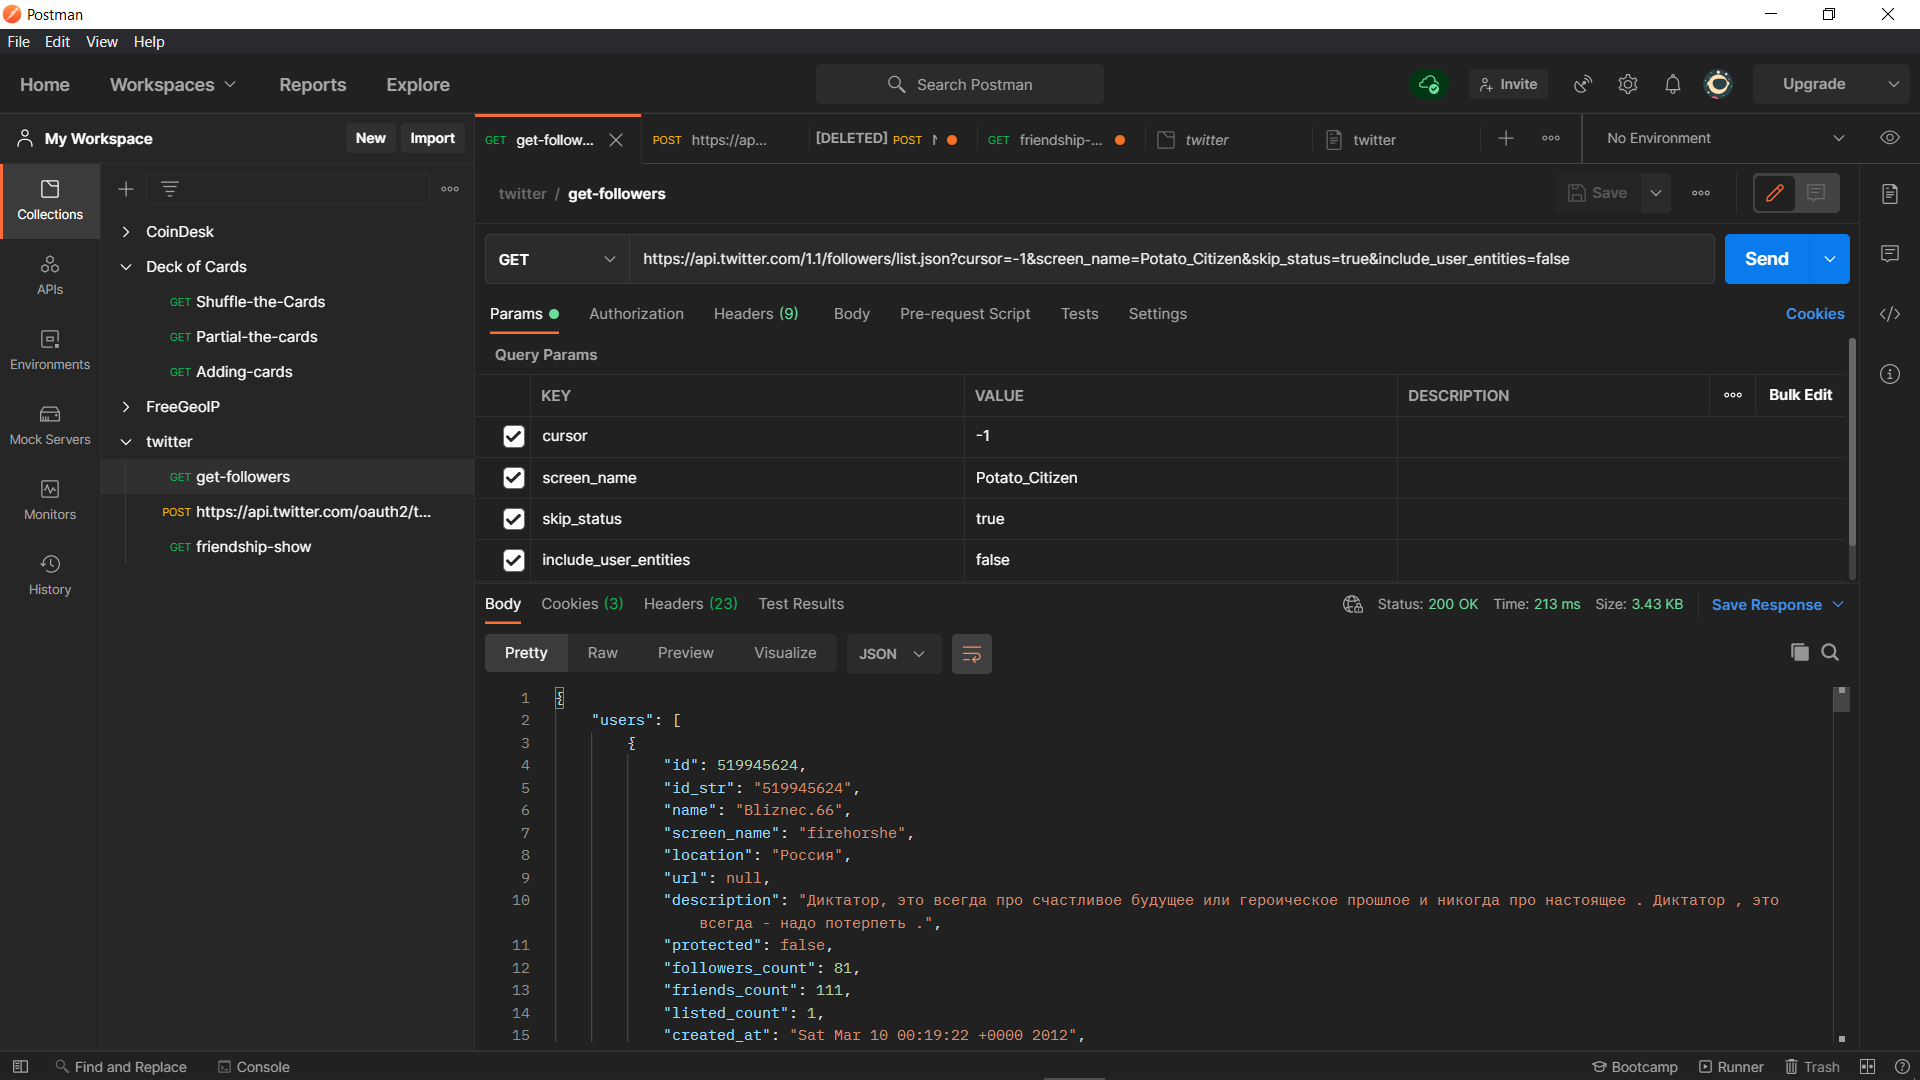 Postman
File Edit View Help
Home Workspaces Reports Explore Search Postman Invite Upgrade
My Workspace New Import
GET get-follow... POST https://ap... [DELETED] POST GET friendship-... twitter twitter No Environment
Collections
APIs
Environments
Mock Servers
Monitors
History
CoinDesk
Deck of Cards
GET Shuffle-the-Cards
GET Partial-the-cards
GET Adding-cards
FreeGeoIP
twitter
GET get-followers
POST https://api.twitter.com/oauth2/t...
GET friendship-show
twitter / get-followers Save
GET https://api.twitter.com/1.1/followers/list.json?cursor=-1&screen_name=Potato_Citizen&skip_status=true&include_user_entities=false Send
Params Authorization Headers (9) Body Pre-request Script Tests Settings Cookies
Query Params
KEY VALUE DESCRIPTION Bulk Edit
cursor -1
screen_name Potato_Citizen
skip_status true
include_user_entities false
Body Cookies (3) Headers (23) Test Results Status: 200 OK Time: 213 ms Size: 3.43 KB Save Response
Pretty Raw Preview Visualize JSON
1 {
2 "users": [
3 {
4 "id": 519945624,
5 "id_str": "519945624",
6 "name": "Bliznec.66",
7 "screen_name": "firehorshe",
8 "location": "Россия",
9 "url": null,
10 "description": "Диктатор, это всегда про счастливое будущее или героическое прошлое и никогда про настоящее . Диктатор , это
всегда - надо потерпеть .",
11 "protected": false,
12 "followers_count": 81,
13 "friends_count": 111,
14 "listed_count": 1,
15 "created_at": "Sat Mar 10 00:19:22 +0000 2012",
Find and Replace Console Bootcamp Runner Trash